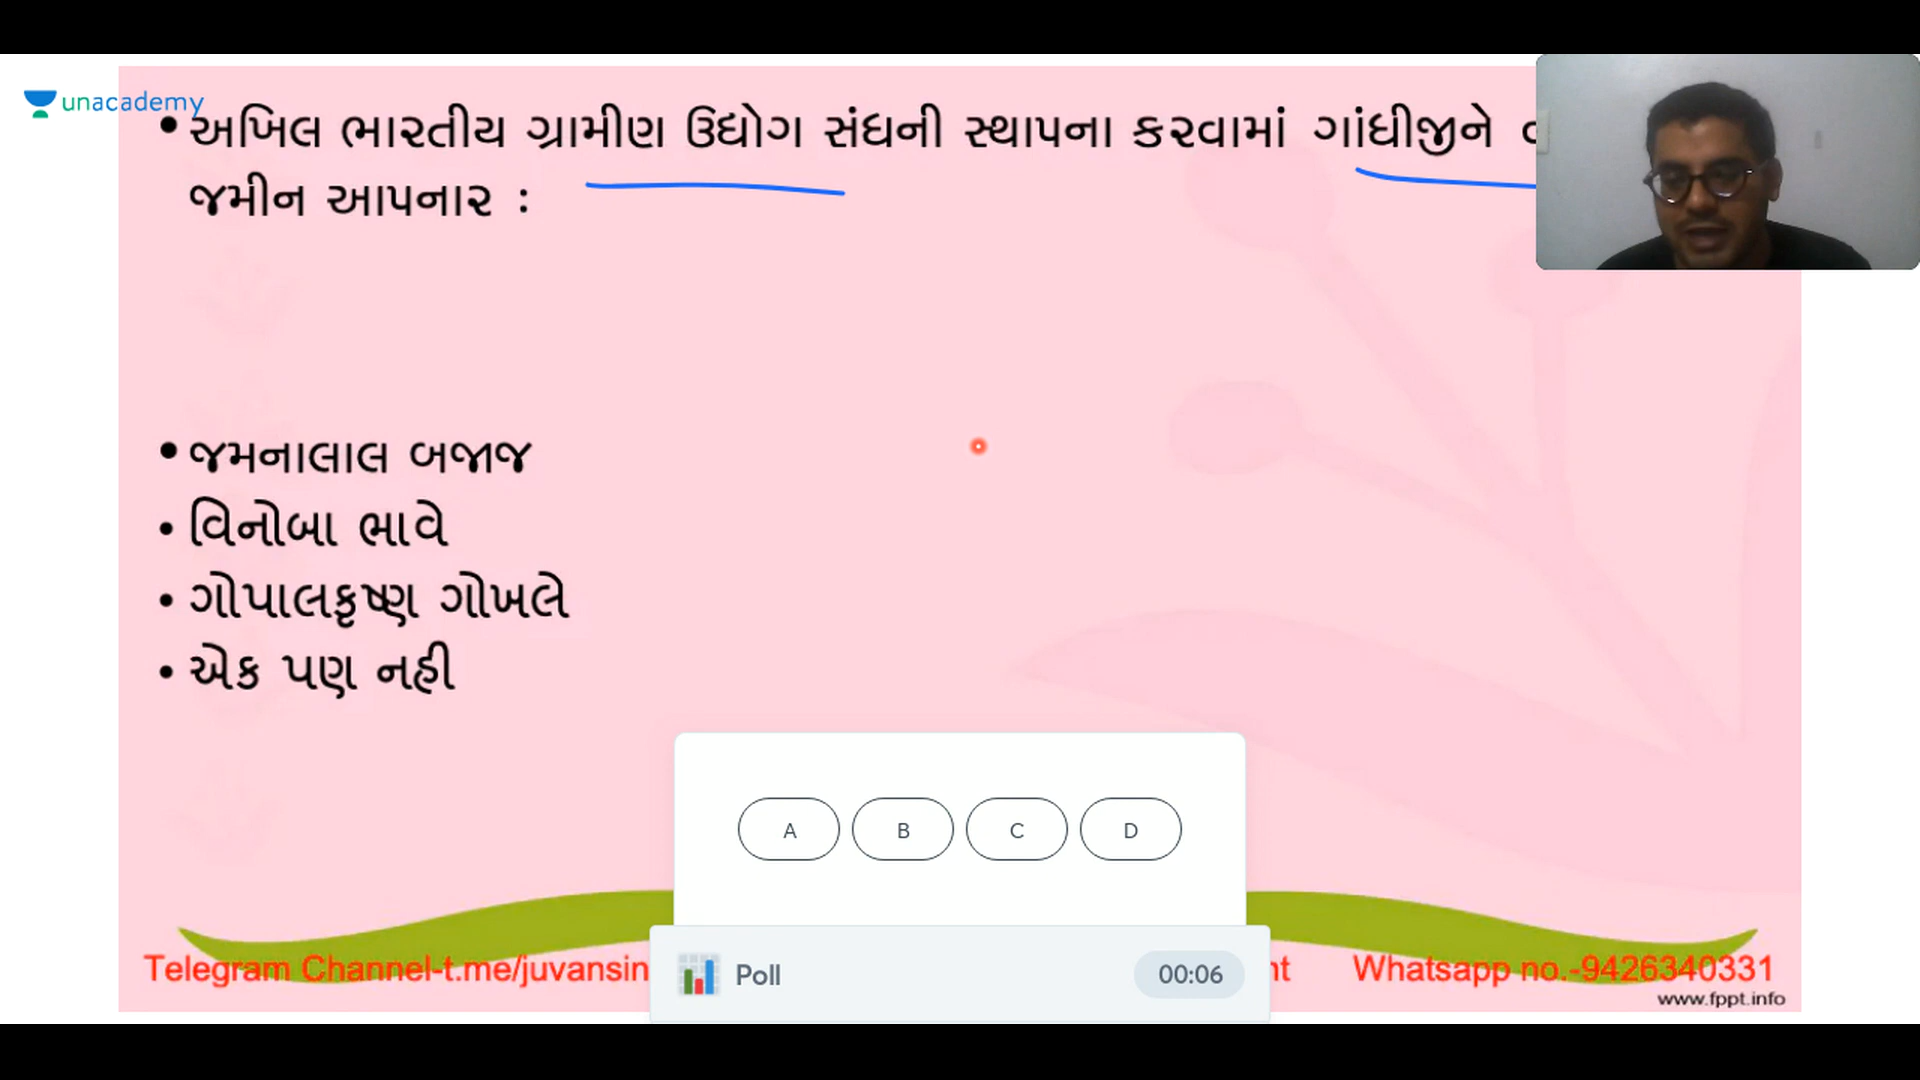 unacademy
• અખિલ ભારતીય ગ્રામીણ ઉદ્યોગ સંઘની સ્થાપના કરવામાં ગાંધીજીને
જમીન આપનાર :
• જમનાલાલ બજાજ
• વિનોબા ભાવે
• ગોપાલકૃષ્ણ ગોખલે
• એક પણ નહી
A B C D
Telegram Channel-t.me/juvansin
Poll 00:06
Whatsapp no.-9426340331
www.fppt.info